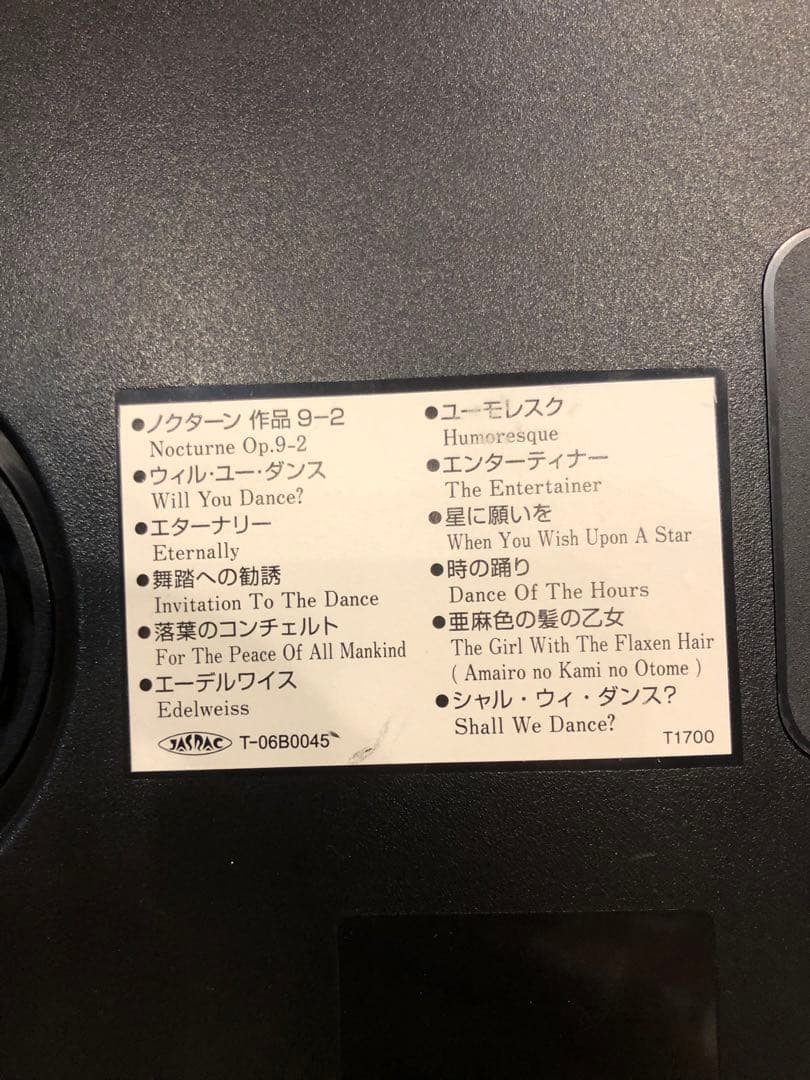 ●ノクターン 作品9−2
Nocturne Op.9-2
●ウィル・ユー・ダンス
Will You Dance?
●エターナリー
Eternally
●舞踏への勧誘
Invitation To The Dance
●落葉のコンチェルト
For The Peace Of All Mankind
●エーデルワイス
Edelweiss
JASRAC T-06B0045
●ユーモレスク
Humoresque
●エンターティナー
The Entertainer
●星に願いを
When You Wish Upon A Star
●時の踊り
Dance Of The Hours
●亜麻色の髪の乙女
The Girl With The Flaxen Hair
( Amairo no Kami no Otome )
●シャル・ウィ・ダンス?
Shall We Dance?
T1700